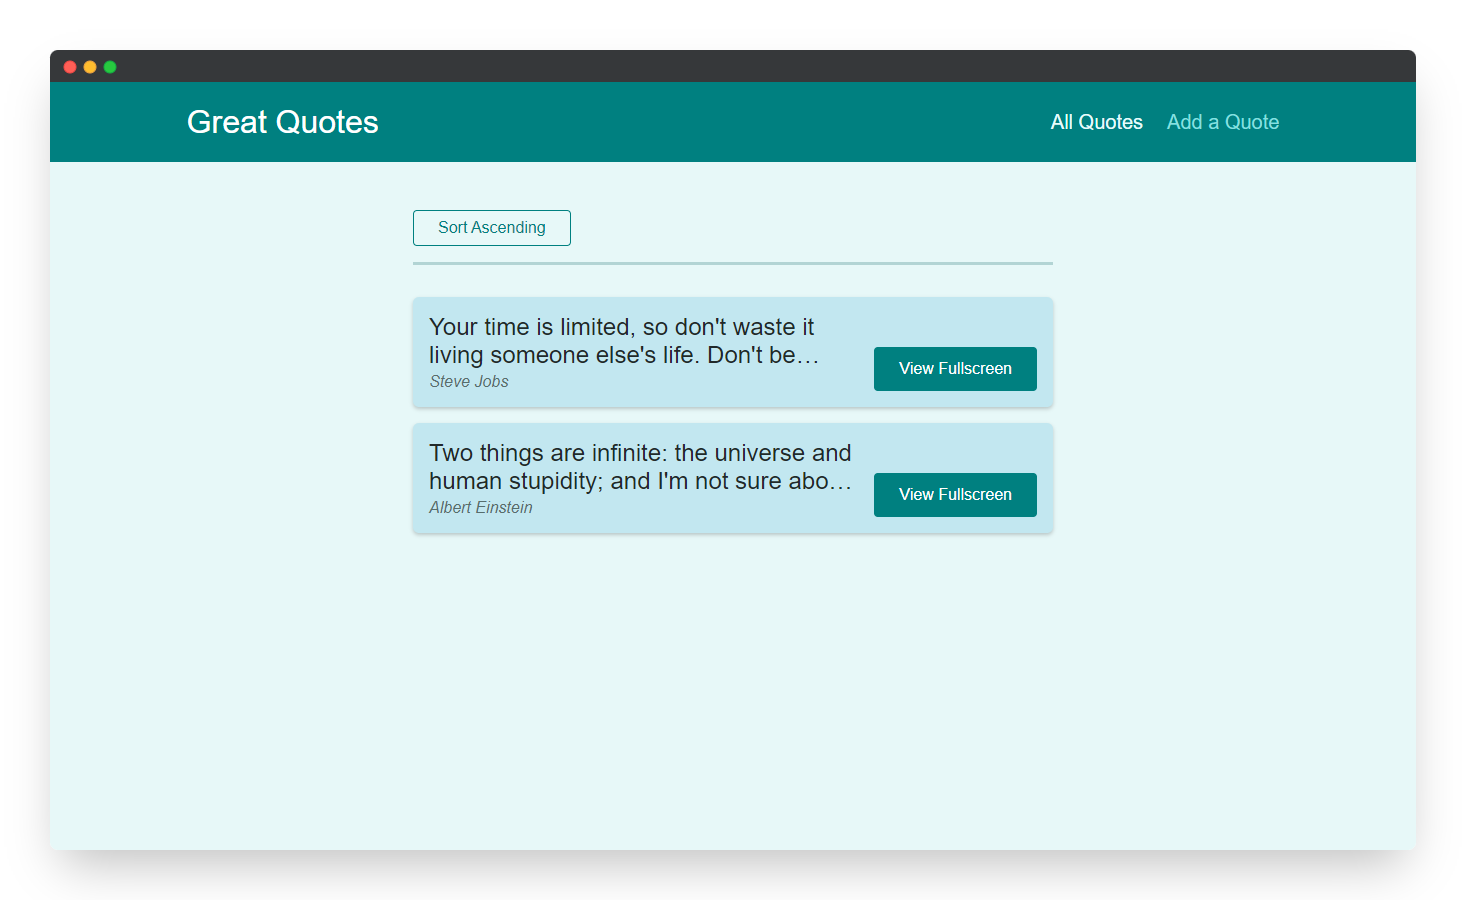 Great Quotes
All Quotes
Add a Quote
Sort Ascending
Your time is limited, so don't waste it
living someone else's life. Don't be…
Steve Jobs
View Fullscreen
Two things are infinite: the universe and
human stupidity; and I'm not sure abo…
Albert Einstein
View Fullscreen